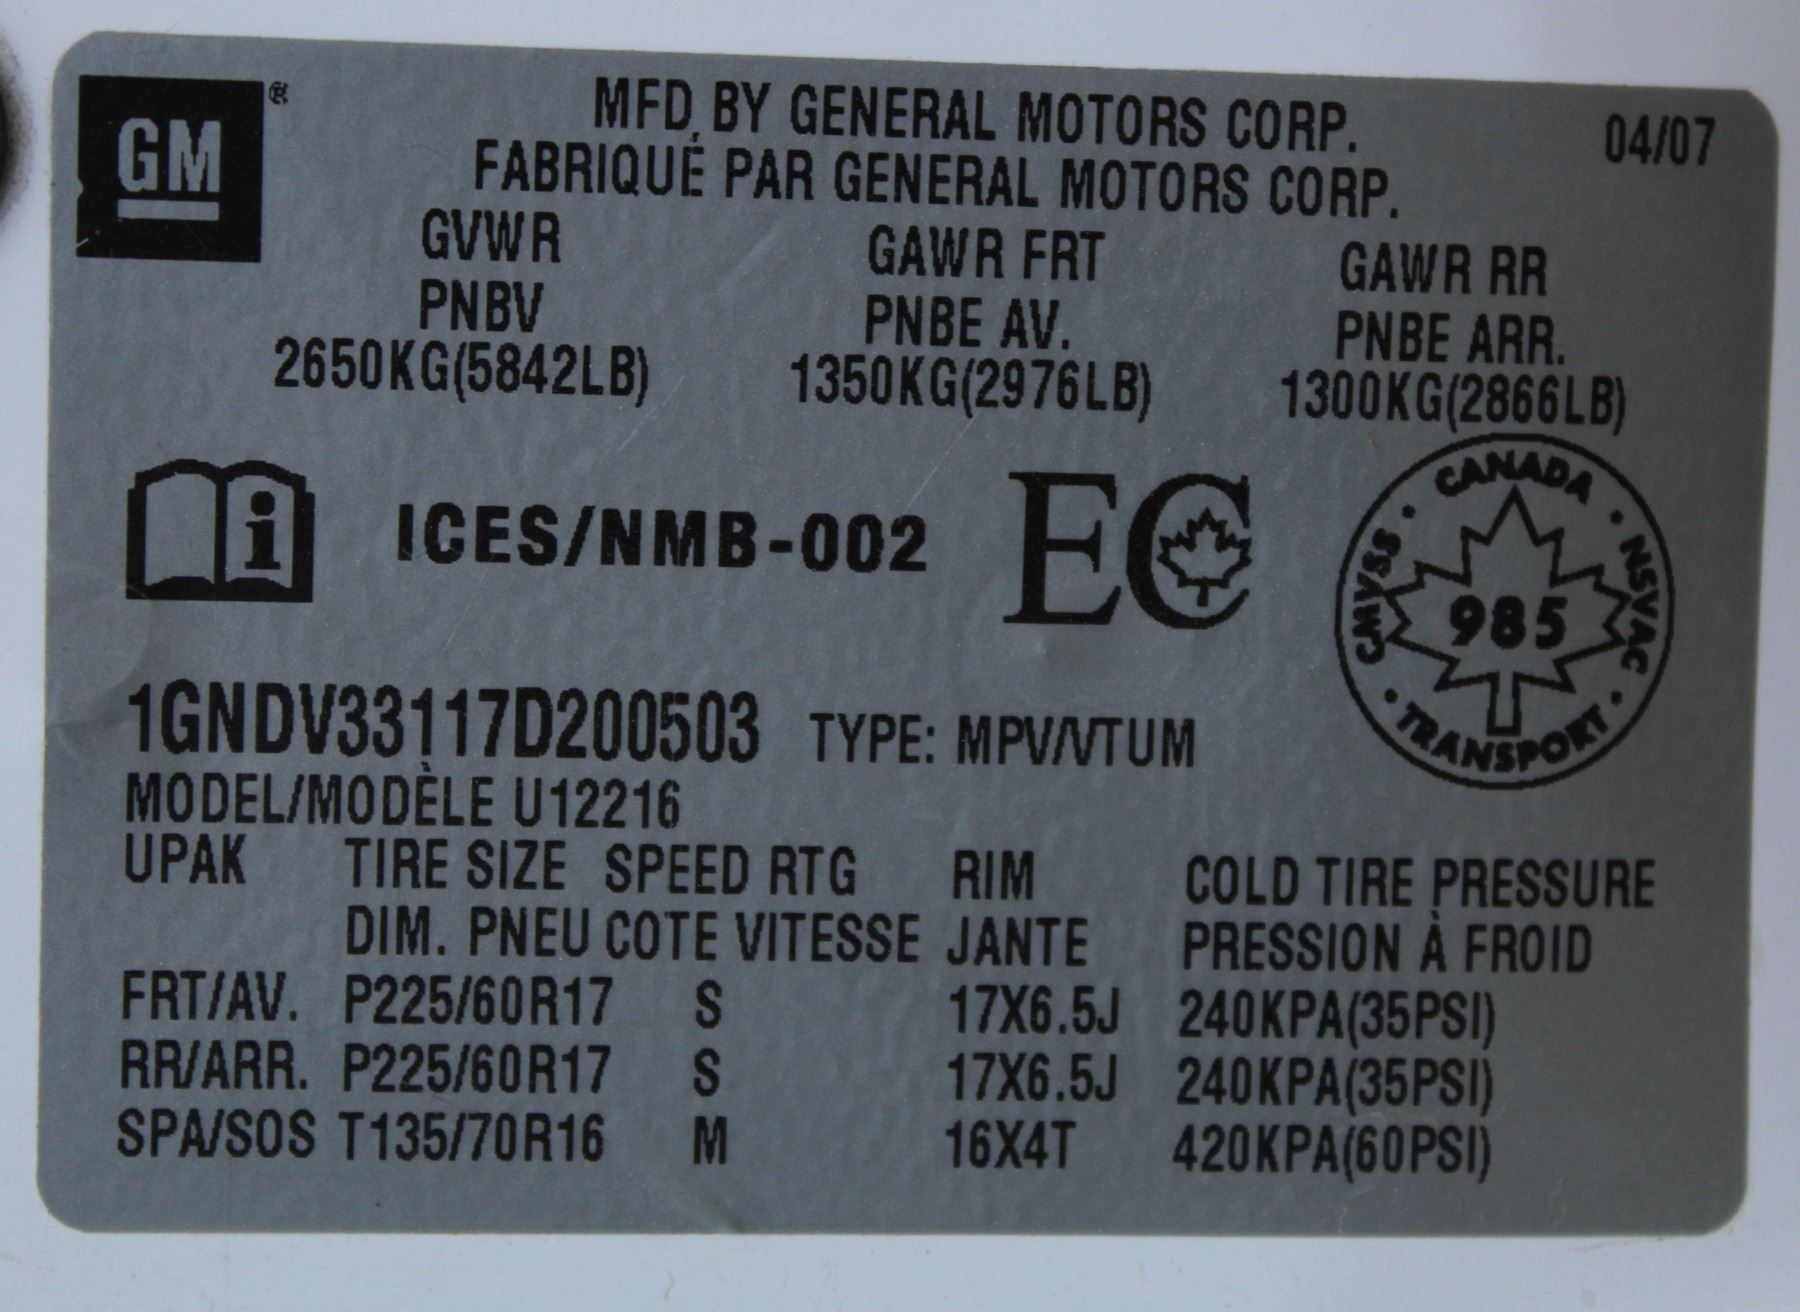 GM®
MFD BY GENERAL MOTORS CORP.
04/07
FABRIQUÉ PAR GENERAL MOTORS CORP.
GVWR GAWR FRT GAWR RR
PNBV PNBE AV. PNBE ARR.
2650KG(5842LB) 1350KG(2976LB) 1300KG(2866LB)
i ICES/NMB-002 EC
CANADA
CMVSS · NSVAC
985
TRANSPORT
1GNDV33117D200503 TYPE: MPV/VTUM
MODEL/MODÈLE U12216
UPAK TIRE SIZE SPEED RTG RIM COLD TIRE PRESSURE
DIM. PNEU COTE VITESSE JANTE PRESSION À FROID
FRT/AV. P225/60R17 S 17X6.5J 240KPA(35PSI)
RR/ARR. P225/60R17 S 17X6.5J 240KPA(35PSI)
SPA/SOS T135/70R16 M 16X4T 420KPA(60PSI)